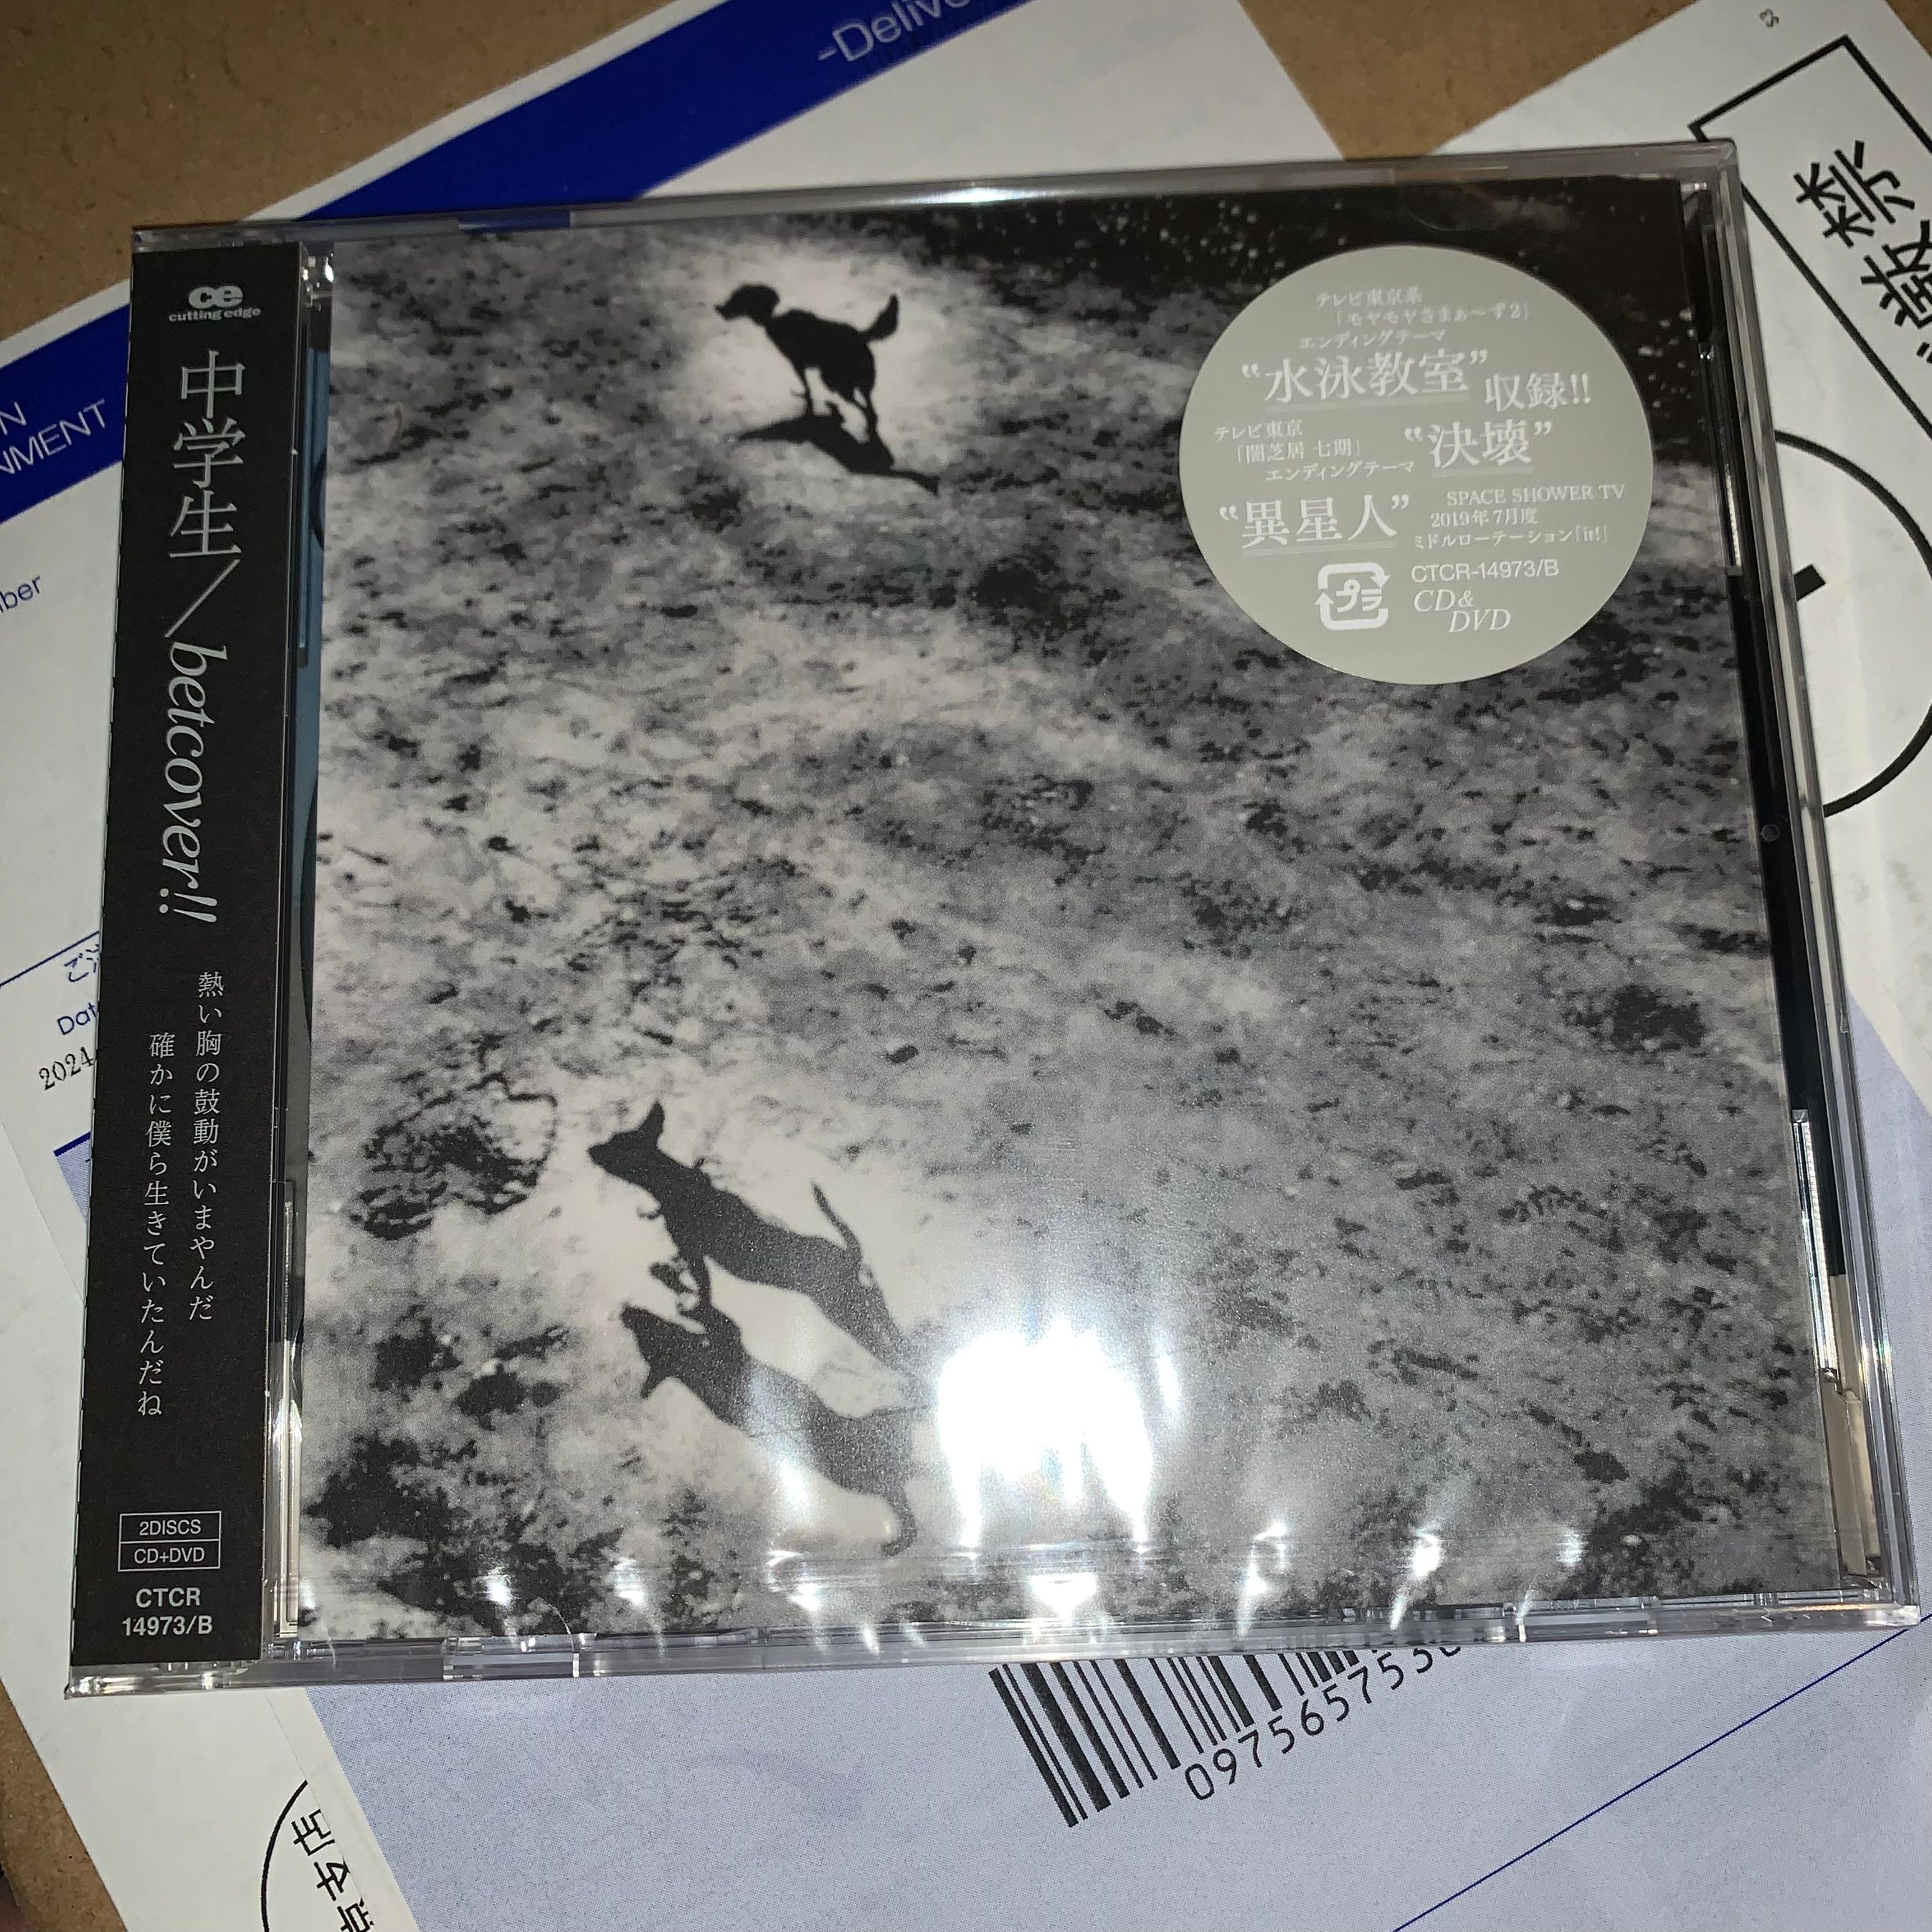 -Delive
NMENT
ce
cutting edge
中学生／betcover!!
熱い胸の鼓動がいまやんだ
確かに僕ら生きていたんだね
2DISCS
CD+DVD
CTCR
14973/B
テレビ東京系
「モヤモヤさまぁ〜ず2」
エンディングテーマ
“水泳教室” 収録!!
テレビ東京
「闇芝居 七期」
エンディングテーマ
“決壊”
“異星人”
SPACE SHOWER TV
2019年7月度
ミドルローテーション「it!」
プラ
CTCR-14973/B
CD&
DVD
ber
Dat
2024
09756575